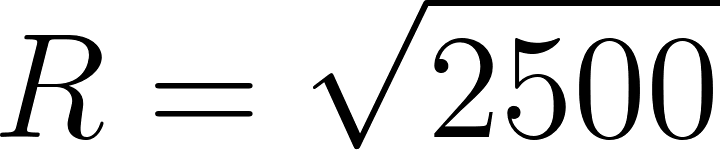 R = √2500